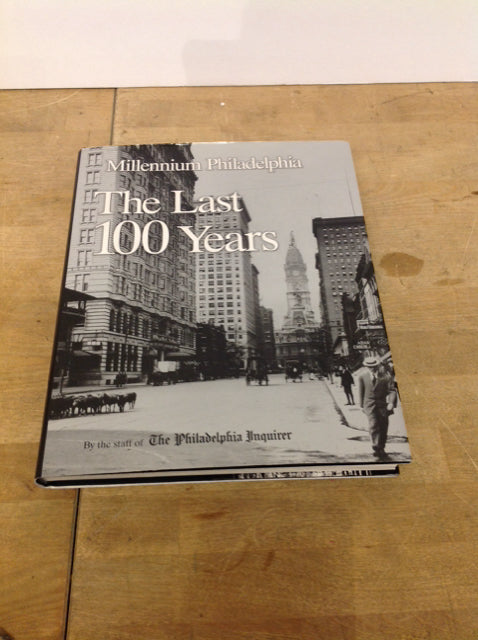 Millennium Philadelphia
The Last
100 Years
By the staff of The Philadelphia Inquirer